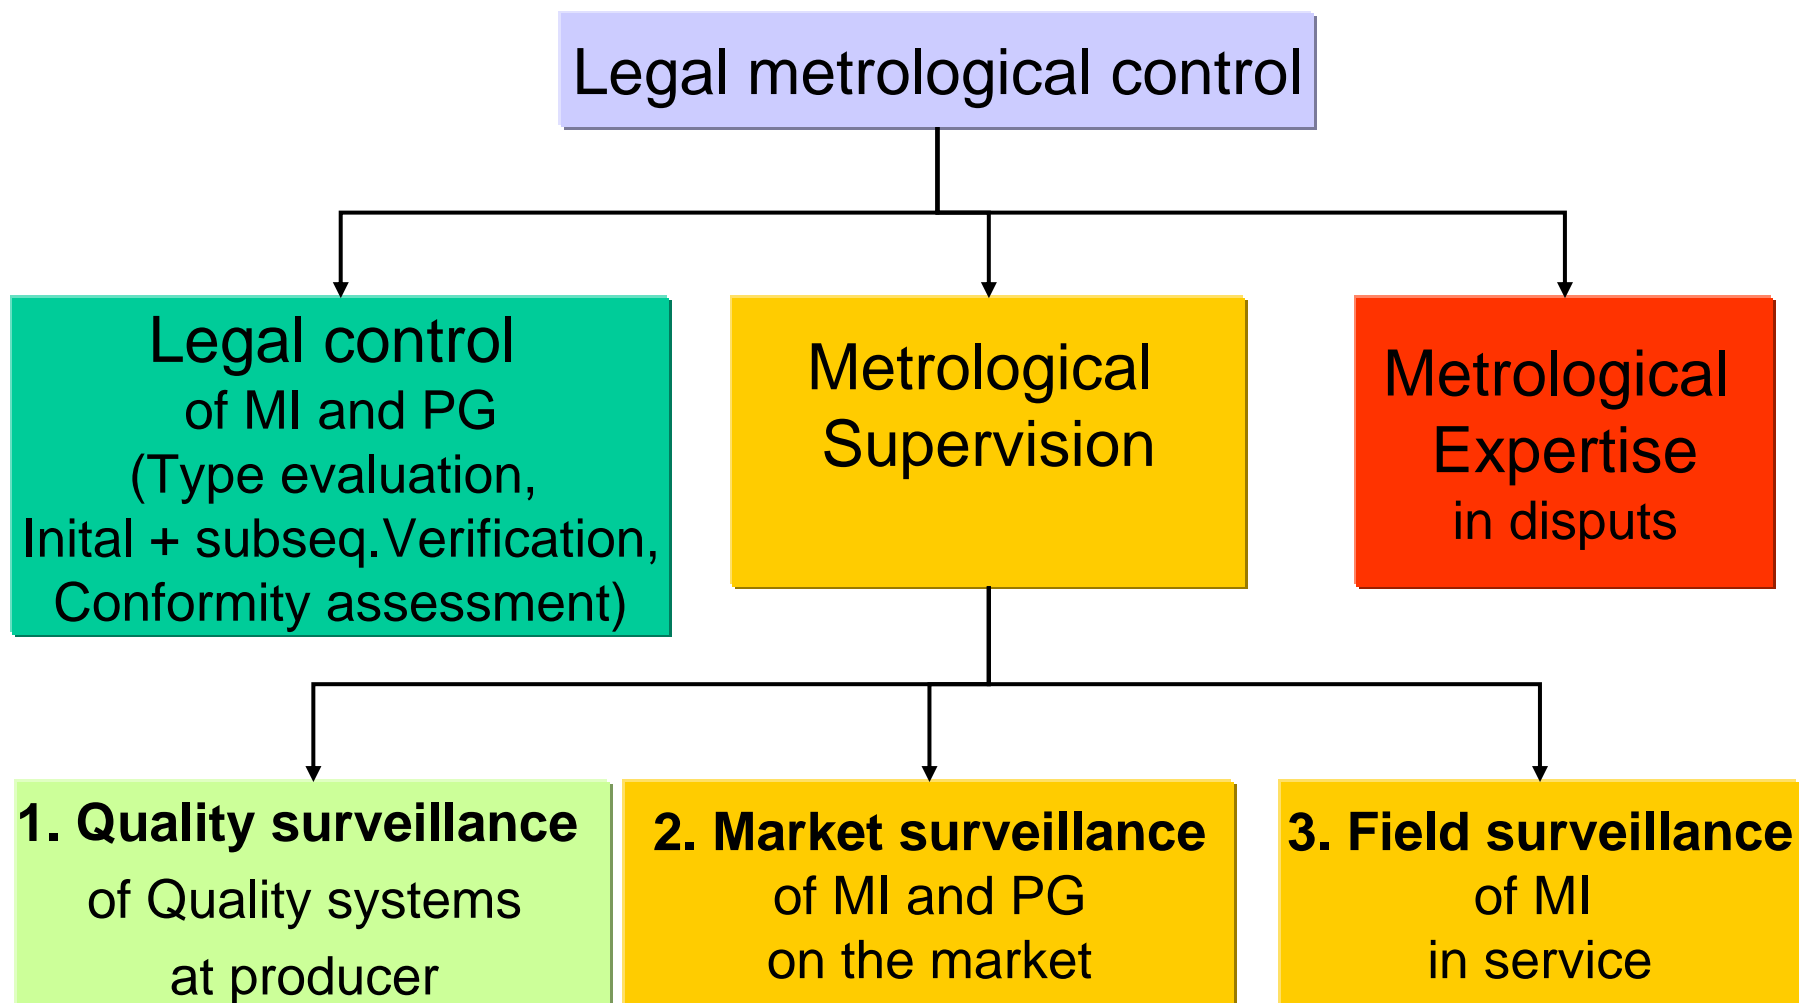 Legal metrological control
Legal control
of MI and PG
(Type evaluation,
Inital + subseq.Verification,
Conformity assessment)
Metrological
Supervision
Metrological
Expertise
in disputs
1. Quality surveillance
of Quality systems
at producer
2. Market surveillance
of MI and PG
on the market
3. Field surveillance
of MI
in service